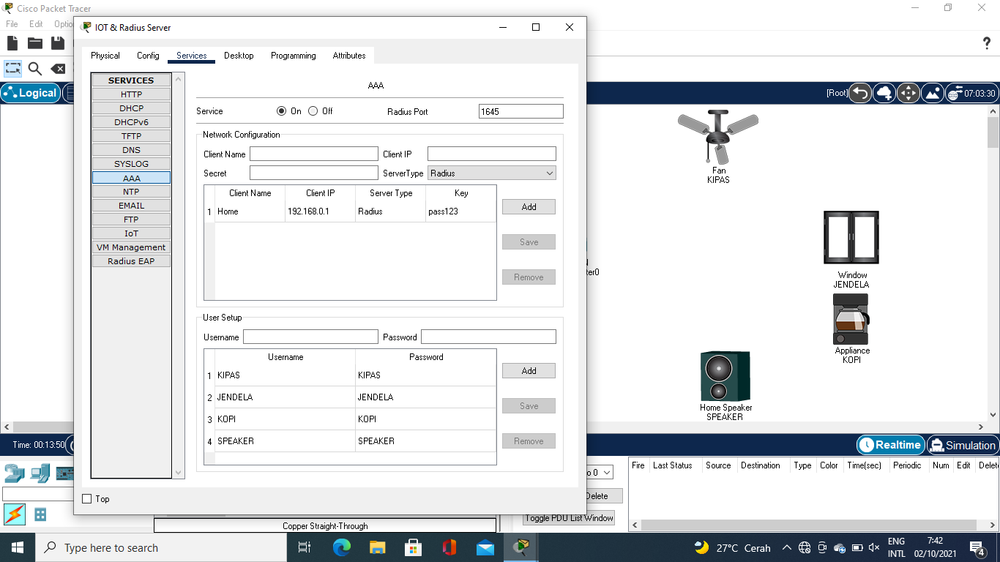 Cisco Packet Tracer
File Edit Optio
IOT & Radius Server
Physical Config Services Desktop Programming Attributes
Logical
[Root]
07:03:30
SERVICES
HTTP
DHCP
DHCPv6
TFTP
DNS
SYSLOG
AAA
NTP
EMAIL
FTP
IoT
VM Management
Radius EAP
AAA
Service On Off Radius Port 1645
Network Configuration
Client Name Client IP
Secret ServerType Radius
Client Name Client IP Server Type Key
1 Home 192.168.0.1 Radius pass123
Add
Save
Remove
User Setup
Username Password
Username Password
1 KIPAS KIPAS
2 JENDELA JENDELA
3 KOPI KOPI
4 SPEAKER SPEAKER
Add
Save
Remove
Top
Fan
KIPAS
Window
JENDELA
ter0
Appliance
KOPI
Home Speaker
SPEAKER
Time: 00:13:50
Realtime Simulation
o 0
Delete
Toggle PDU List Window
Fire Last Status Source Destination Type Color Time(sec) Periodic Num Edit Delet
Copper Straight-Through
Type here to search
27°C Cerah
ENG
INTL
7:42
02/10/2021
4